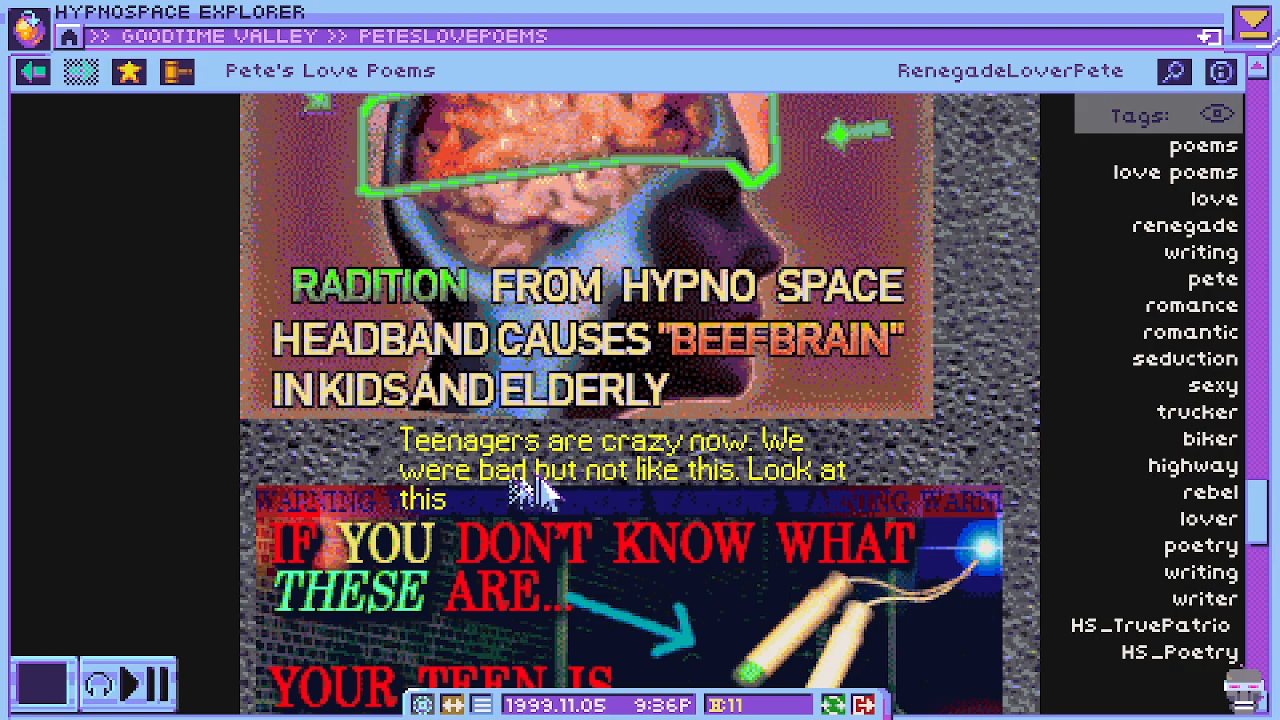 HYPNOSPACE EXPLORER
>> GOODTIME VALLEY >> PETESLOVEPOEMS
Pete's Love Poems
RenegadeLoverPete
Tags:
poems
love poems
love
renegade
writing
pete
romance
romantic
seduction
sexy
trucker
biker
highway
rebel
lover
poetry
writing
writer
HS_TruePatrio
HS_Poetry
RADITION FROM HYPNO SPACE
HEADBAND CAUSES "BEEFBRAIN"
IN KIDS AND ELDERLY
Teenagers are crazy now. We
were bad but not like this. Look at
this
WARNING
IF YOU DON'T KNOW WHAT
THESE ARE...
YOUR TEEN IS
1999.11.05 9:36P
11